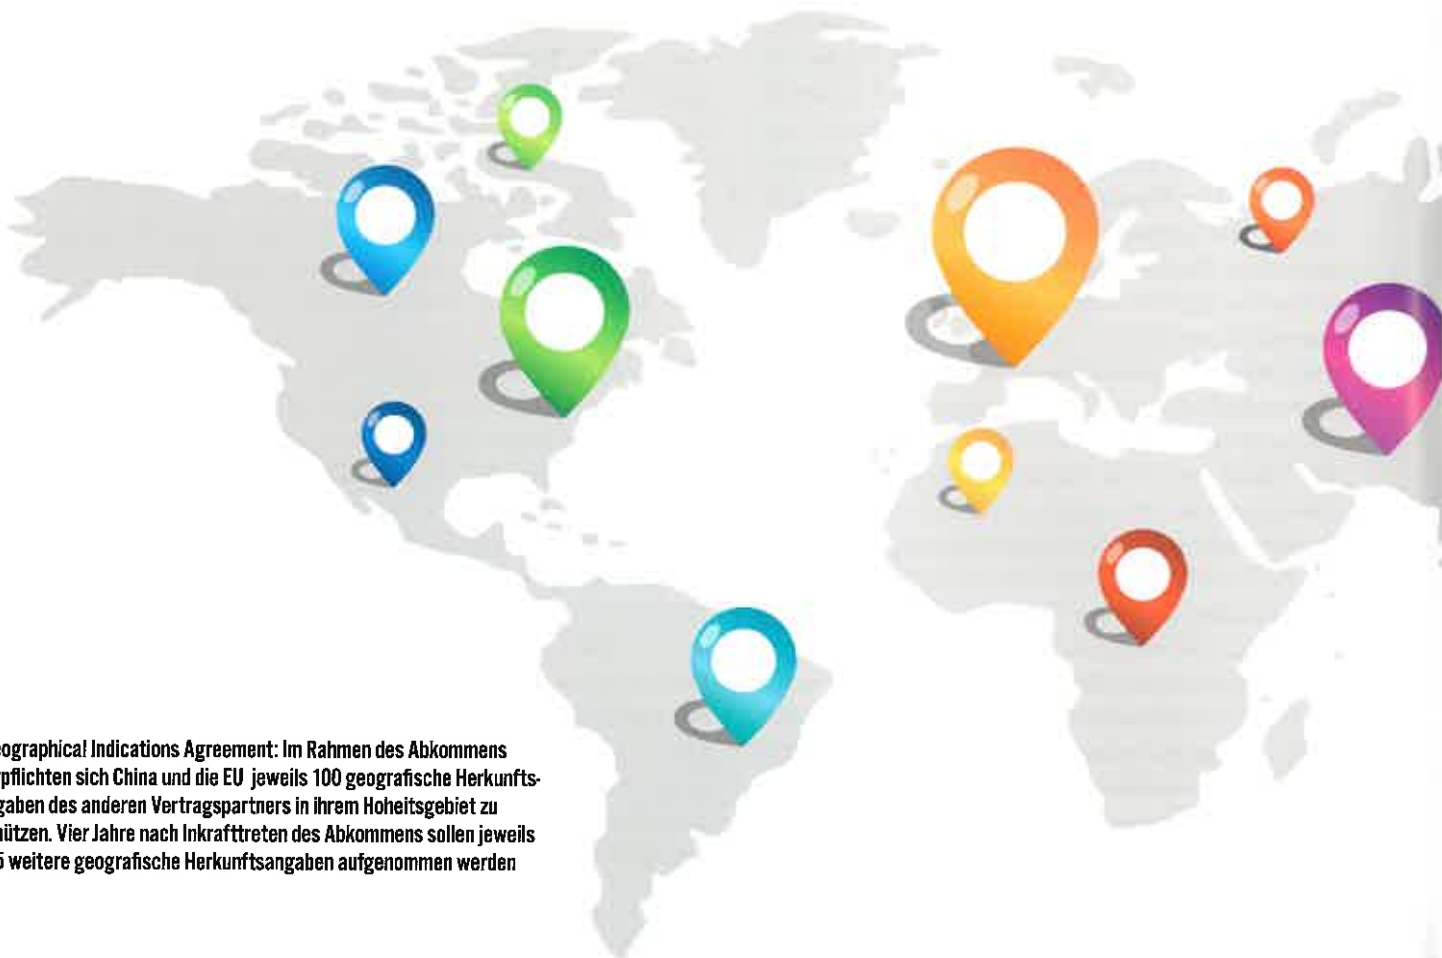 eographical Indications Agreement: Im Rahmen des Abkommens
rpflichten sich China und die EU jeweils 100 geografische Herkunfts-
gaben des anderen Vertragspartners in ihrem Hoheitsgebiet zu
hützen. Vier Jahre nach Inkrafttreten des Abkommens sollen jeweils
5 weitere geografische Herkunftsangaben aufgenommen werden